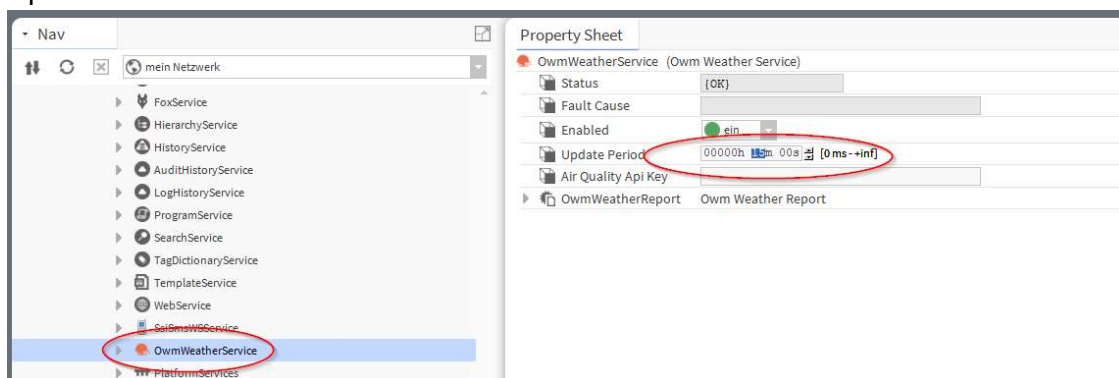 Nav
mein Netzwerk
FoxService
HierarchyService
HistoryService
AuditHistoryService
LogHistoryService
ProgramService
SearchService
TagDictionaryService
TemplateService
WebService
SsiSmsWSService
OwmWeatherService
PlatformServices
Property Sheet
OwmWeatherService (Owm Weather Service)
Status {OK}
Fault Cause
Enabled ein
Update Period 00000h 15m 00s [0 ms - +inf]
Air Quality Api Key
OwmWeatherReport Owm Weather Report